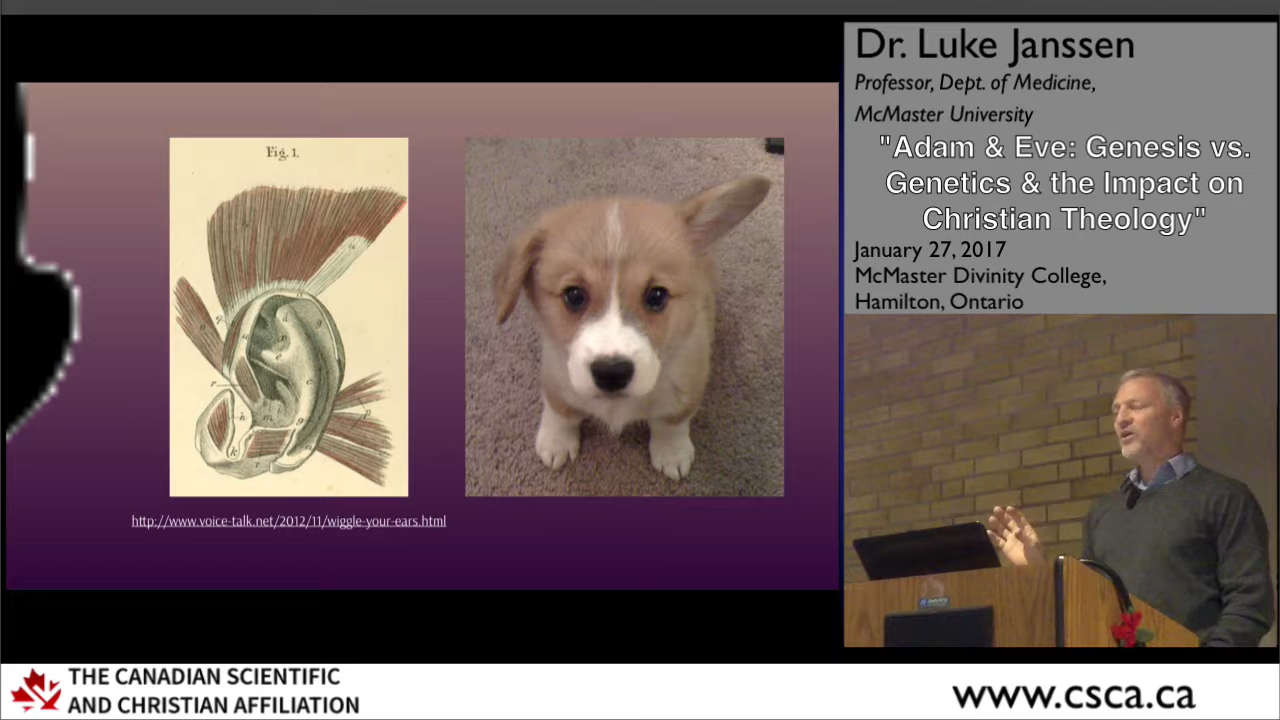 Fig. 1.
http://www.voice-talk.net/2012/11/wiggle-your-ears.html
Dr. Luke Janssen
Professor, Dept. of Medicine,
McMaster University
"Adam & Eve: Genesis vs.
Genetics & the Impact on
Christian Theology"
January 27, 2017
McMaster Divinity College,
Hamilton, Ontario
THE CANADIAN SCIENTIFIC
AND CHRISTIAN AFFILIATION
www.csca.ca